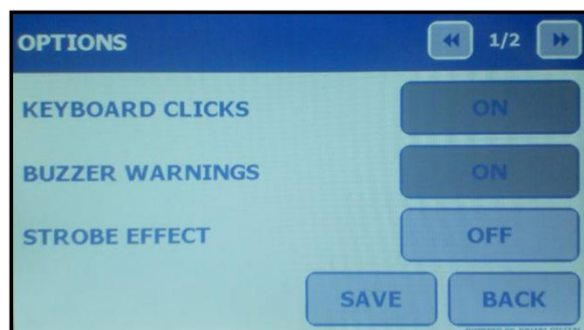 OPTIONS 1/2
KEYBOARD CLICKS ON
BUZZER WARNINGS ON
STROBE EFFECT OFF
SAVE BACK